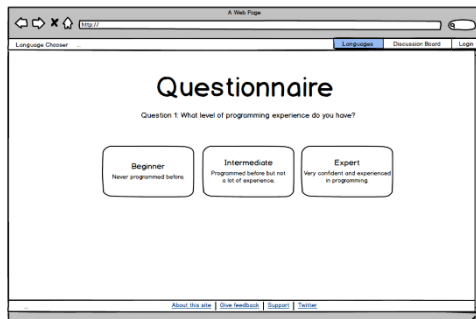 A Web Page
http://
Language Chooser ... Languages Discussion Board Login
Questionnaire
Question 1: What level of programming experience do you have?
Beginner
Never programmed before.
Intermediate
Programmed before but not
a lot of experience.
Expert
Very confident and experienced
in programming.
... About this site | Give feedback | Support | Twitter